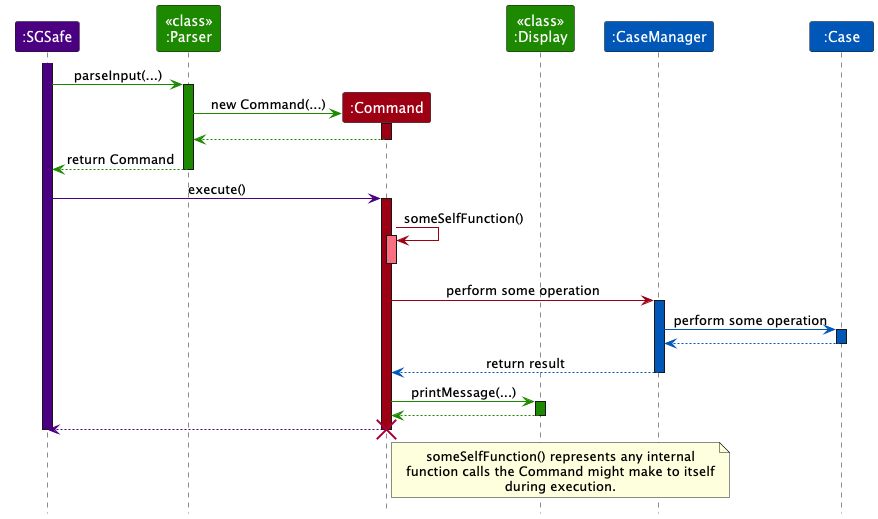 :SGSafe
«class»
:Parser
«class»
:Display
:CaseManager
:Case
parseInput(...)
new Command(...)
:Command
return Command
execute()
someSelfFunction()
perform some operation
perform some operation
return result
printMessage(...)
someSelfFunction() represents any internal
function calls the Command might make to itself
during execution.